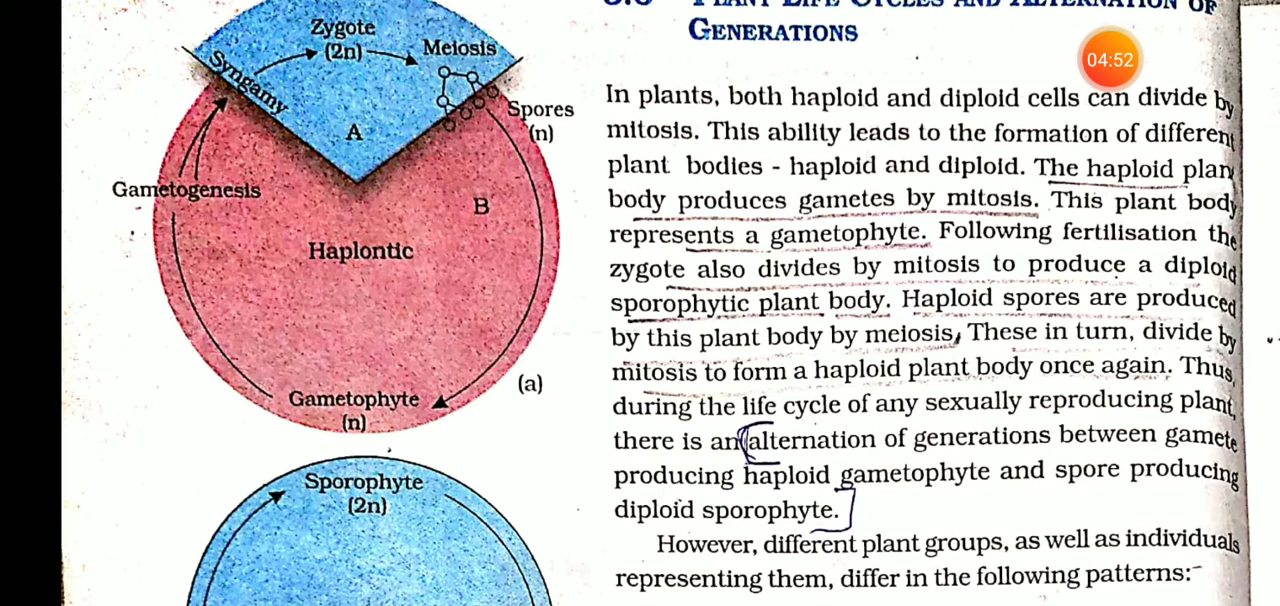 PLANT LIFE CYCLES AND ALTERNATION OF
GENERATIONS
04:52
Zygote
(2n)
Meiosis
Syngamy
A
Spores
(n)
Gametogenesis
B
Haplontic
(a)
Gametophyte
(n)
Sporophyte
(2n)
In plants, both haploid and diploid cells can divide by
mitosis. This ability leads to the formation of different
plant bodies - haploid and diploid. The haploid plan
body produces gametes by mitosis. This plant body
represents a gametophyte. Following fertilisation the
zygote also divides by mitosis to produce a diploid
sporophytic plant body. Haploid spores are produced
by this plant body by meiosis. These in turn, divide by
mitosis to form a haploid plant body once again. Thus,
during the life cycle of any sexually reproducing plant,
there is an alternation of generations between gamete
producing haploid gametophyte and spore producing
diploid sporophyte.
However, different plant groups, as well as individuals
representing them, differ in the following patterns: